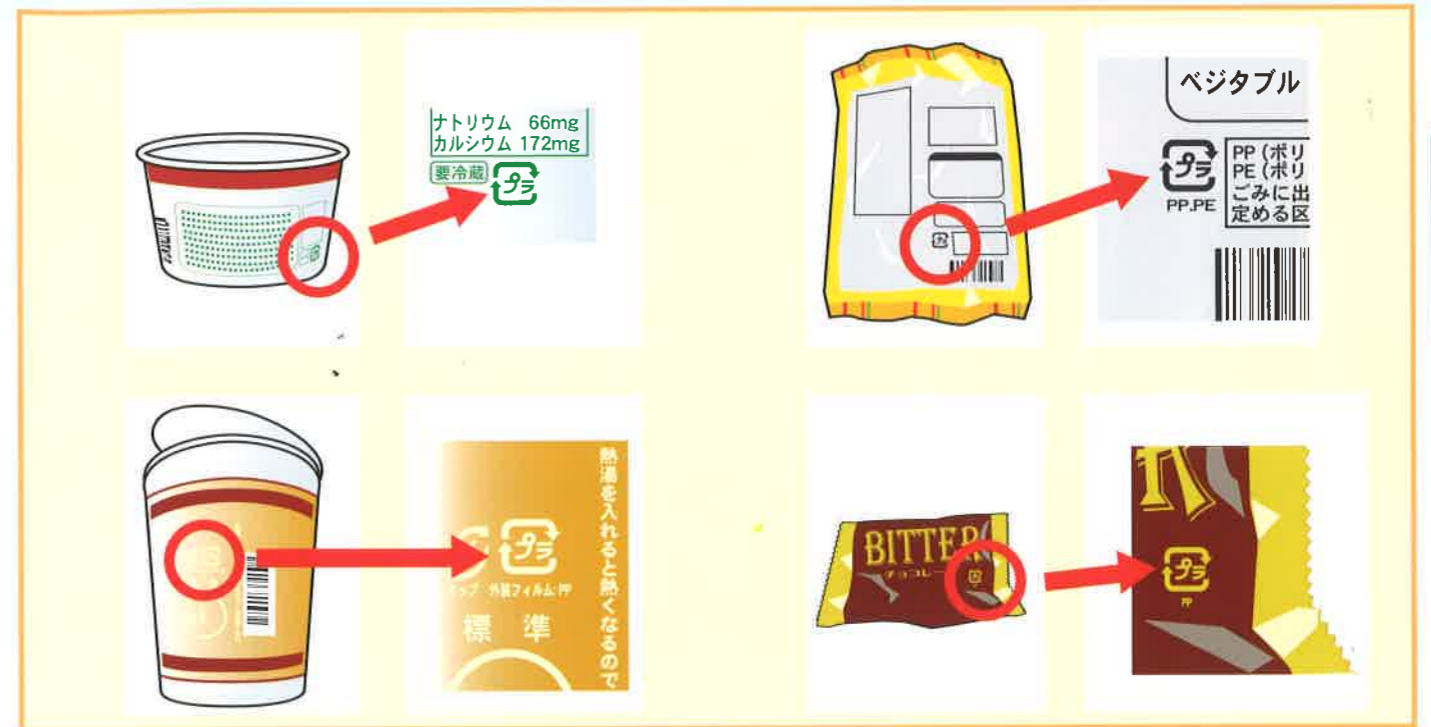 ナトリウム 66mg
カルシウム 172mg
要冷蔵
プラ
ベジタブル
プラ
PP.PE
PP(ポリ
PE(ポリ
ごみに出
定める区
熱湯を入れると熱くなるので
プラ
外装フィルム:PP
標準
BITTER
チョコレー
プラ
PP